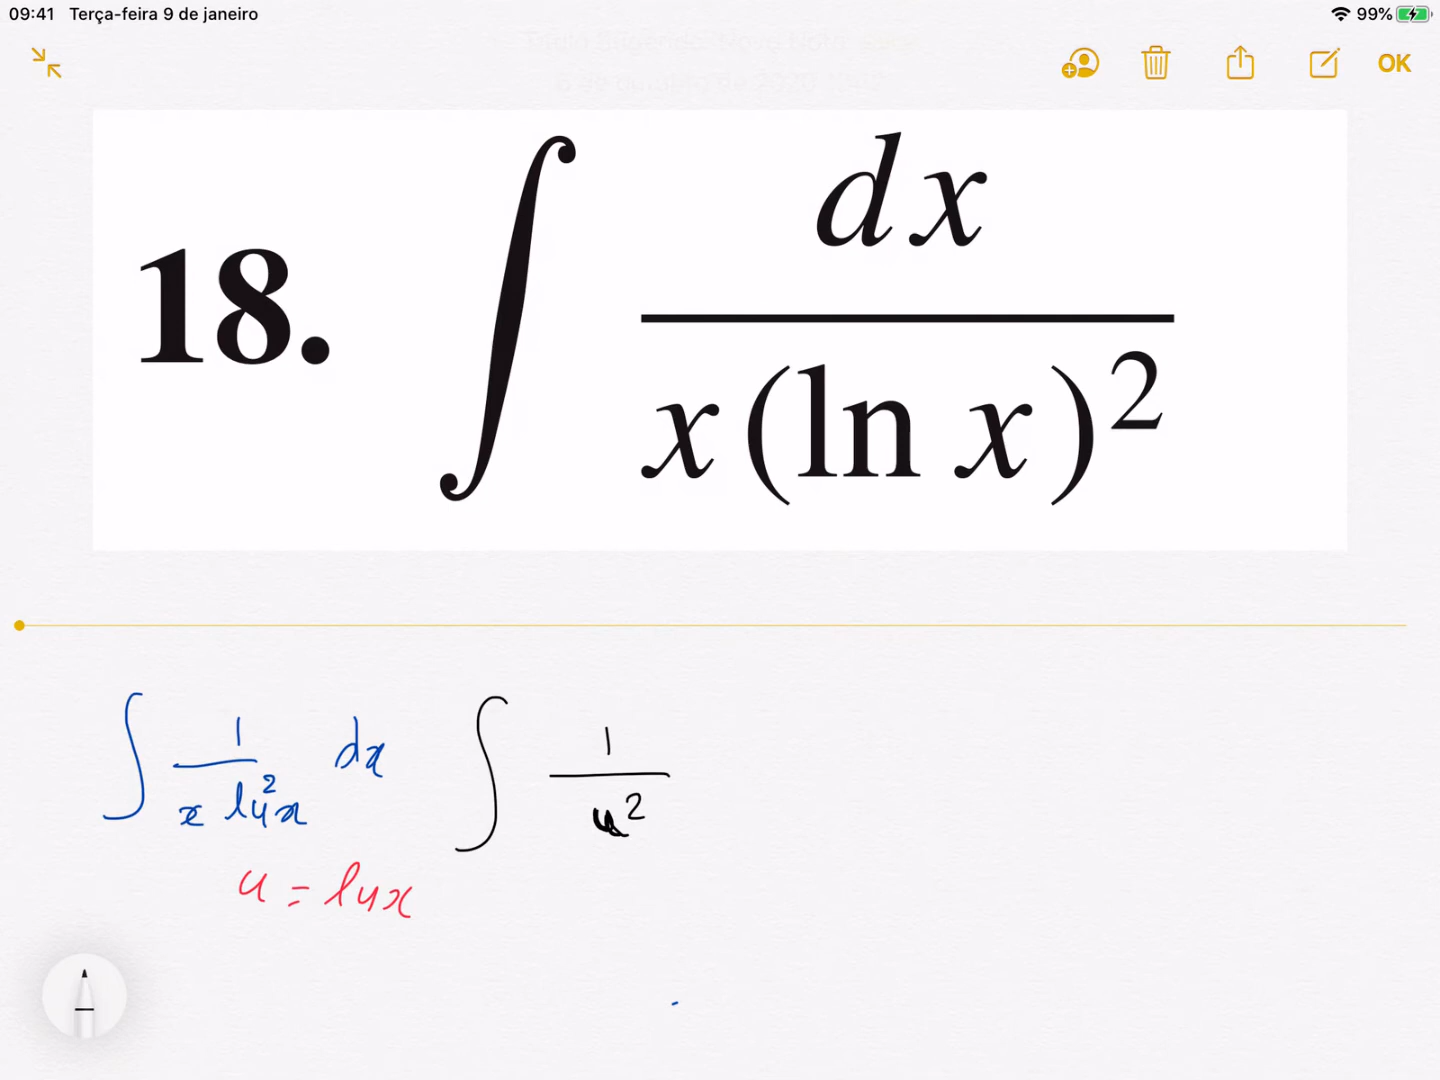 09:41 Terça-feira 9 de janeiro 99%
OK
18. ∫ dx / x(ln x)²
∫ 1 / x ln²x dx ∫ 1 / u²
u = lnx